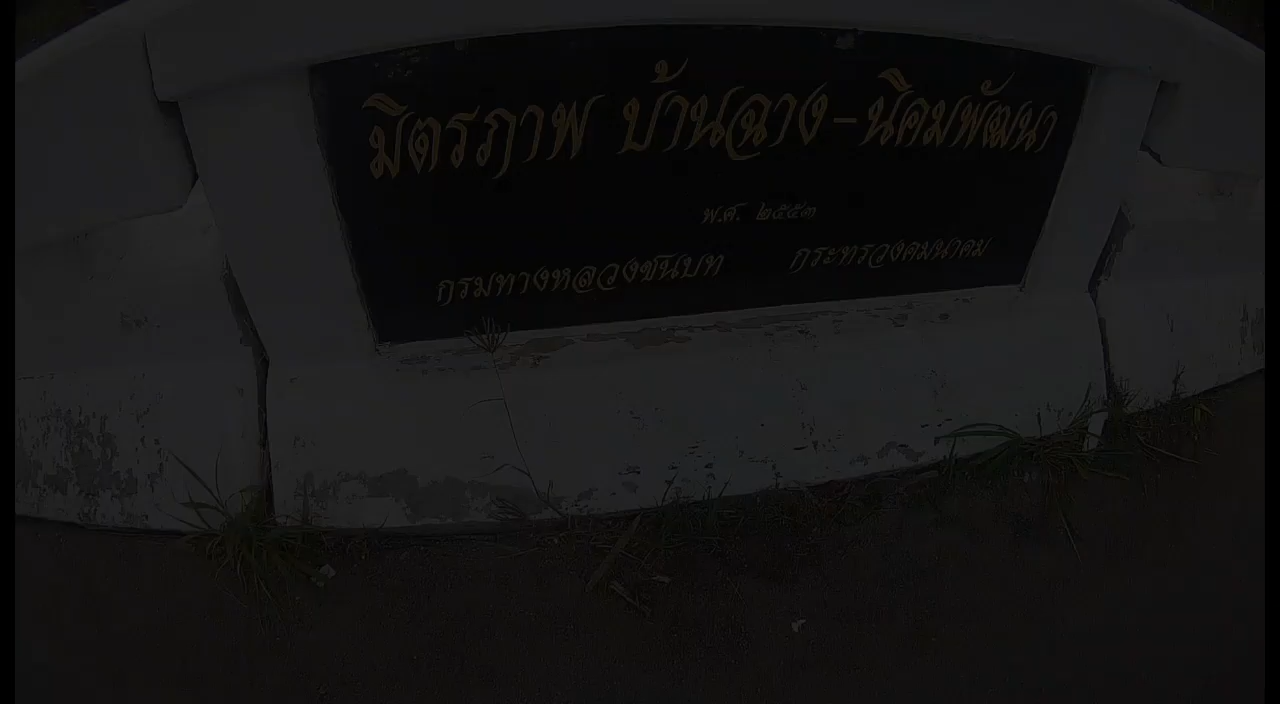 มิตรภาพ บ้านฉาง-นิคมพัฒนา
พ.ศ. ๒๕๕๓
กรมทางหลวงชนบท กระทรวงคมนาคม